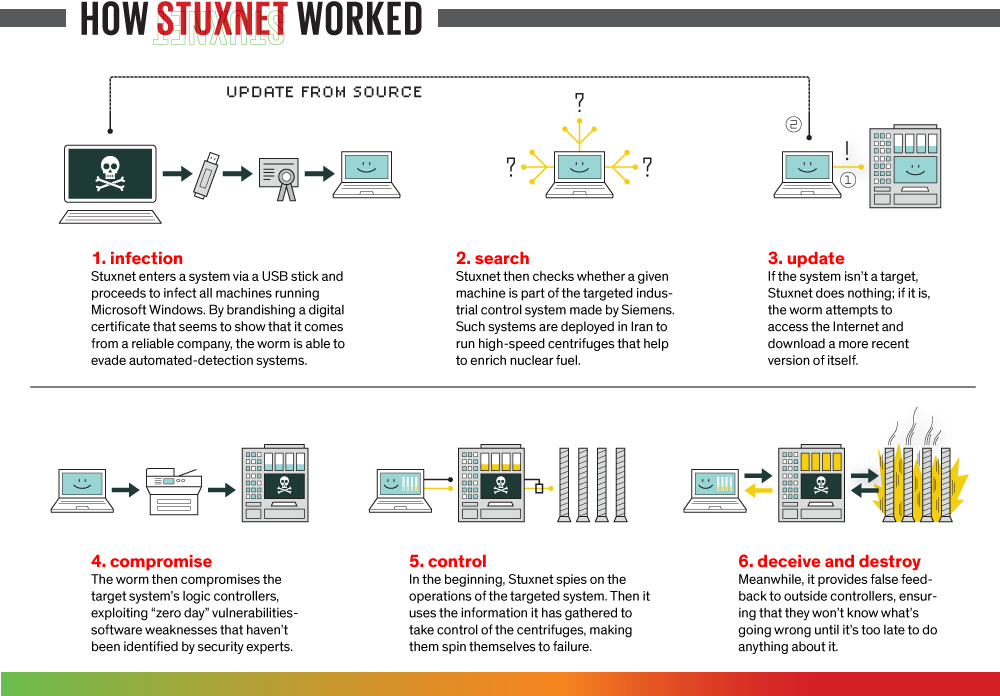 HOW STUXNET WORKED
UPDATE FROM SOURCE
?
?
?
2
!
1
1. infection
Stuxnet enters a system via a USB stick and
proceeds to infect all machines running
Microsoft Windows. By brandishing a digital
certificate that seems to show that it comes
from a reliable company, the worm is able to
evade automated-detection systems.
2. search
Stuxnet then checks whether a given
machine is part of the targeted indus-
trial control system made by Siemens.
Such systems are deployed in Iran to
run high-speed centrifuges that help
to enrich nuclear fuel.
3. update
If the system isn’t a target,
Stuxnet does nothing; if it is,
the worm attempts to
access the Internet and
download a more recent
version of itself.
4. compromise
The worm then compromises the
target system’s logic controllers,
exploiting “zero day” vulnerabilities-
software weaknesses that haven’t
been identified by security experts.
5. control
In the beginning, Stuxnet spies on the
operations of the targeted system. Then it
uses the information it has gathered to
take control of the centrifuges, making
them spin themselves to failure.
6. deceive and destroy
Meanwhile, it provides false feed-
back to outside controllers, ensur-
ing that they won’t know what’s
going wrong until it’s too late to do
anything about it.